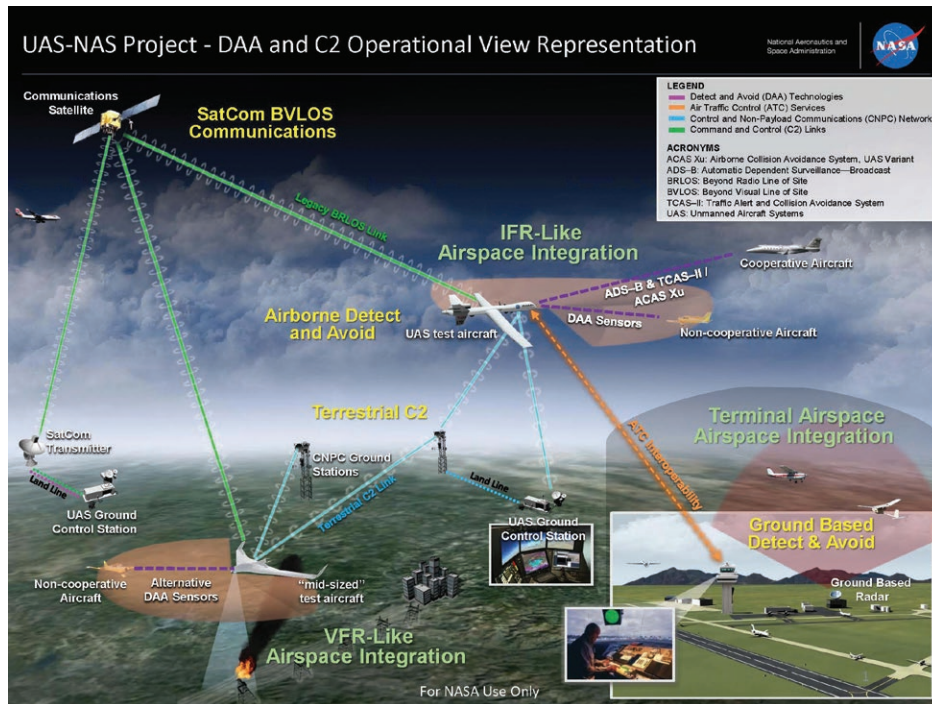 UAS-NAS Project - DAA and C2 Operational View Representation
National Aeronautics and
Space Administration
NASA
Communications
Satellite
SatCom BVLOS
Communications
LEGEND
Detect and Avoid (DAA) Technologies
Air Traffic Control (ATC) Services
Control and Non-Payload Communications (CNPC) Network
Command and Control (C2) Links
ACRONYMS
ACAS Xu: Airborne Collision Avoidance System, UAS Variant
ADS–B: Automatic Dependent Surveillance—Broadcast
BRLOS: Beyond Radio Line of Site
BVLOS: Beyond Visual Line of Site
TCAS–II: Traffic Alert and Collision Avoidance System
UAS: Unmanned Aircraft Systems
Legacy BRLOS Link
IFR-Like
Airspace Integration
Cooperative Aircraft
ADS–B & TCAS–II /
ACAS Xu
DAA Sensors
Non-cooperative Aircraft
Airborne Detect
and Avoid
UAS test aircraft
Terrestrial C2
Terminal Airspace
Airspace Integration
SatCom
Transmitter
CNPC Ground
Stations
ATC Interoperability
Land Line
Land Line
Terrestrial C2 Link
UAS Ground
Control Station
UAS Ground
Control Station
Ground Based
Detect & Avoid
Non-cooperative
Aircraft
Alternative
DAA Sensors
"mid-sized"
test aircraft
Ground Based
Radar
VFR-Like
Airspace Integration
For NASA Use Only